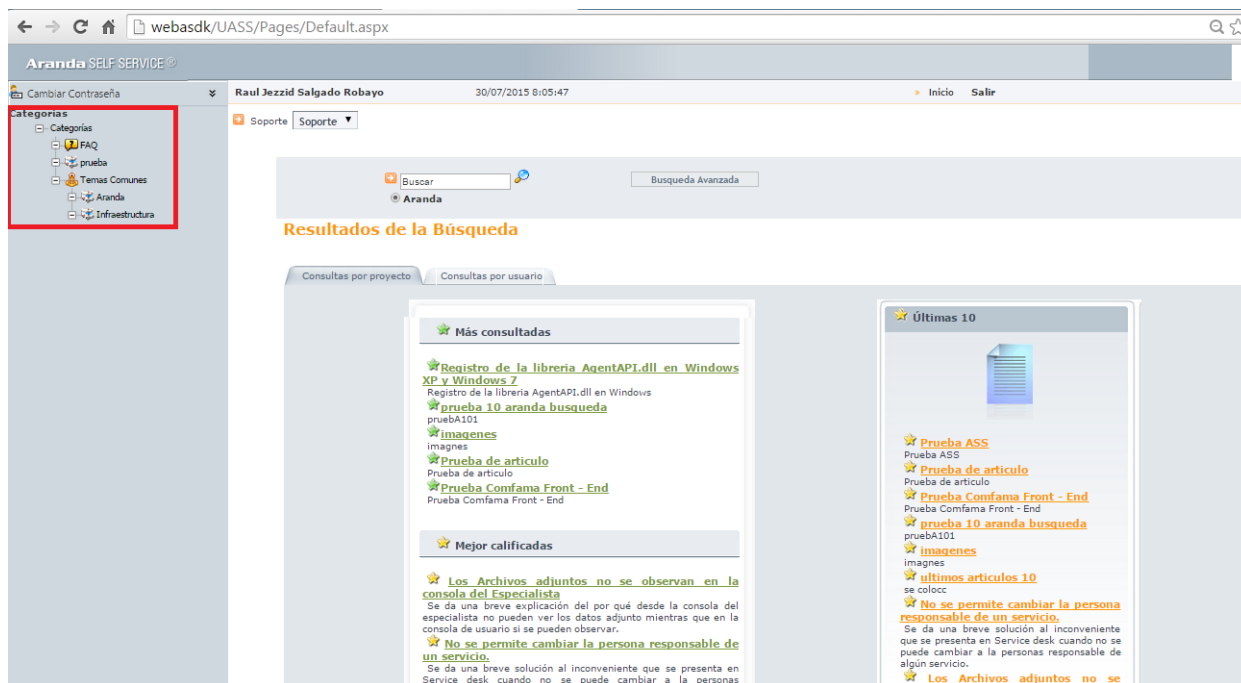 webasdk/UASS/Pages/Default.aspx
Aranda SELF SERVICE ®
Cambiar Contraseña
Raul Jezzid Salgado Robayo 30/07/2015 8:05:47 » Inicio Salir
Categorias
Categorías
FAQ
prueba
Temas Comunes
Aranda
Infraestructura
Soporte Soporte
Buscar Busqueda Avanzada
Aranda
Resultados de la Búsqueda
Consultas por proyecto Consultas por usuario
Más consultadas
Registro de la libreria AgentAPI.dll en Windows
XP y Windows 7
Registro de la libreria AgentAPI.dll en Windows
prueba 10 aranda busqueda
pruebA101
imagenes
imagnes
Prueba de articulo
Prueba de articulo
Prueba Comfama Front - End
Prueba Comfama Front - End
Mejor calificadas
Los Archivos adjuntos no se observan en la
consola del Especialista
Se da una breve explicación del por qué desde la consola del
especialista no pueden ver los datos adjunto mientras que en la
consola de usuario si se pueden observar.
No se permite cambiar la persona responsable de
un servicio.
Se da una breve solución al inconveniente que se presenta en
Service desk cuando no se puede cambiar a la personas
Últimas 10
Prueba ASS
Prueba ASS
Prueba de articulo
Prueba de articulo
Prueba Comfama Front - End
Prueba Comfama Front - End
prueba 10 aranda busqueda
pruebA101
imagenes
imagnes
ultimos articulos 10
se colocc
No se permite cambiar la persona
responsable de un servicio.
Se da una breve solución al inconveniente
que se presenta en Service desk cuando no se
puede cambiar a la personas responsable de
algún servicio.
Los Archivos adjuntos no se